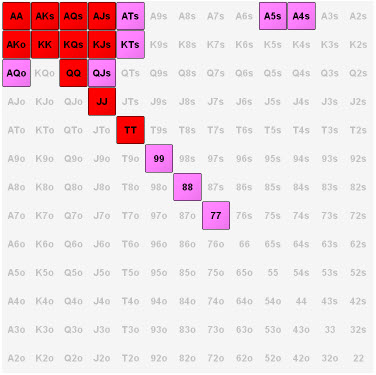 AA AKs AQs AJs ATs A9s A8s A7s A6s A5s A4s A3s A2s
AKo KK KQs KJs KTs K9s K8s K7s K6s K5s K4s K3s K2s
AQo KQo QQ QJs QTs Q9s Q8s Q7s Q6s Q5s Q4s Q3s Q2s
AJo KJo QJo JJ JTs J9s J8s J7s J6s J5s J4s J3s J2s
ATo KTo QTo JTo TT T9s T8s T7s T6s T5s T4s T3s T2s
A9o K9o Q9o J9o T9o 99 98s 97s 96s 95s 94s 93s 92s
A8o K8o Q8o J8o T8o 98o 88 87s 86s 85s 84s 83s 82s
A7o K7o Q7o J7o T7o 97o 87o 77 76s 75s 74s 73s 72s
A6o K6o Q6o J6o T6o 96o 86o 76o 66 65s 64s 63s 62s
A5o K5o Q5o J5o T5o 95o 85o 75o 65o 55 54s 53s 52s
A4o K4o Q4o J4o T4o 94o 84o 74o 64o 54o 44 43s 42s
A3o K3o Q3o J3o T3o 93o 83o 73o 63o 53o 43o 33 32s
A2o K2o Q2o J2o T2o 92o 82o 72o 62o 52o 42o 32o 22